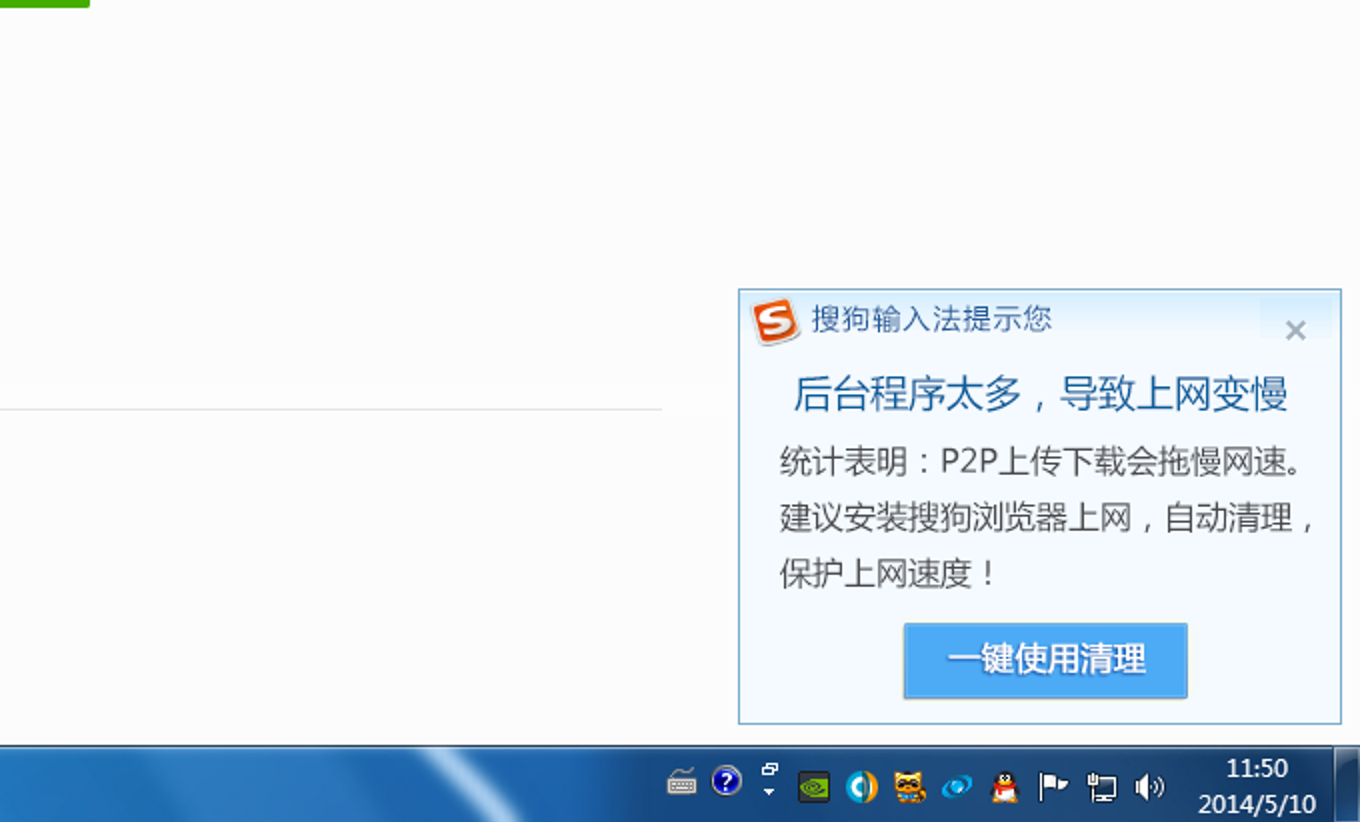 搜狗输入法提示您
后台程序太多，导致上网变慢
统计表明：P2P上传下载会拖慢网速。
建议安装搜狗浏览器上网，自动清理，
保护上网速度！
一键使用清理
11:50
2014/5/10